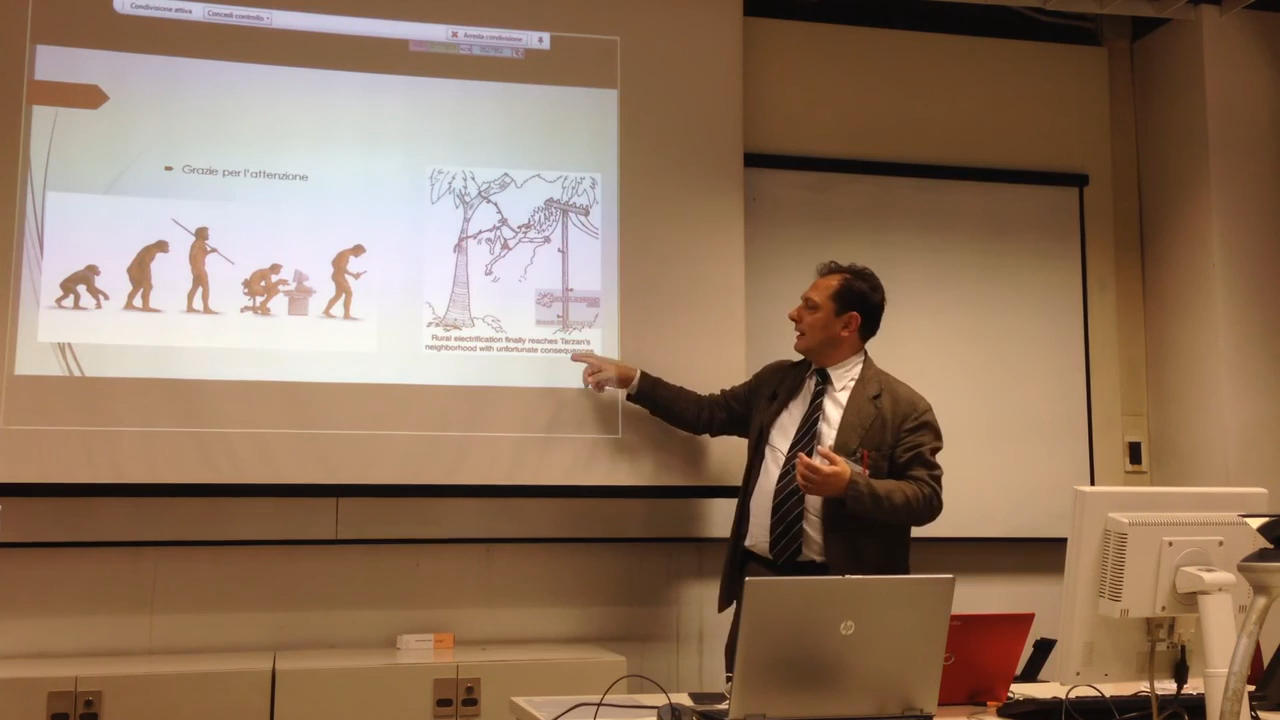 Condivisione attiva
Concedi controllo
Arresta condivisione
Grazie per l'attenzione
Rural electrification finally reaches Tarzan's
neighborhood with unfortunate consequences
hp